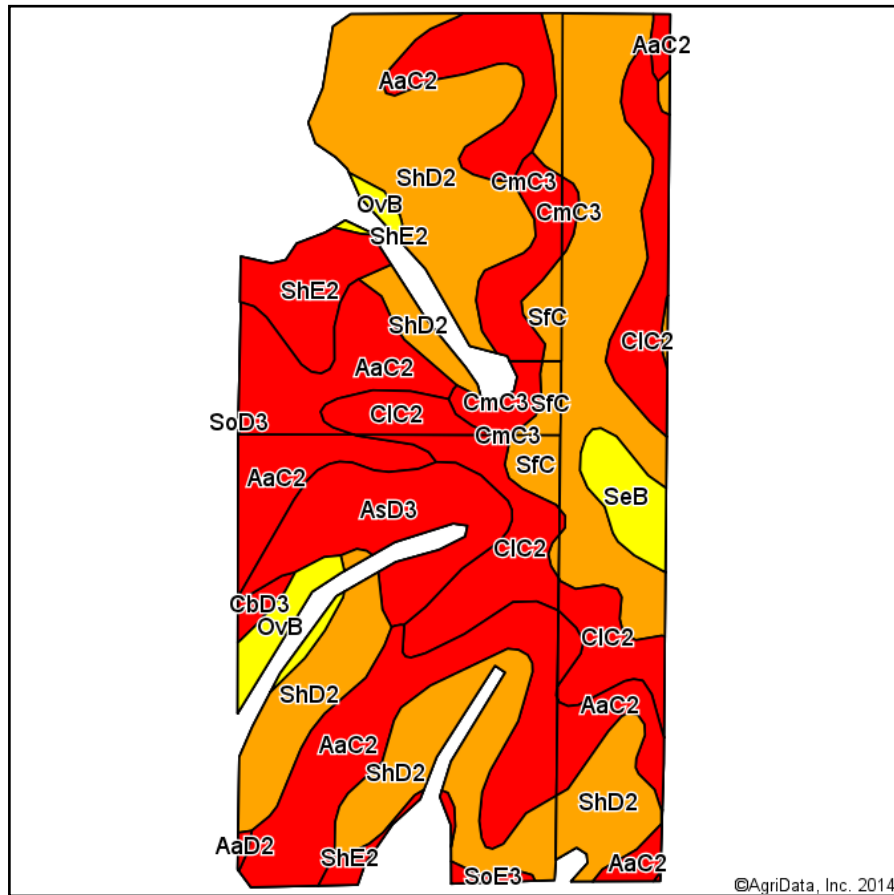 AaC2
AaC2
ShD2
CmC3
OvB
CmC3
ShE2
ShE2
ShD2
SfC
ClC2
AaC2
CmC3
SfC
ClC2
SoD3
CmC3
SfC
AaC2
SeB
AsD3
ClC2
CbD3
OvB
ClC2
ShD2
AaC2
AaC2
ShD2
ShD2
AaD2
ShE2
SoE3
AaC2
©AgriData, Inc. 2014